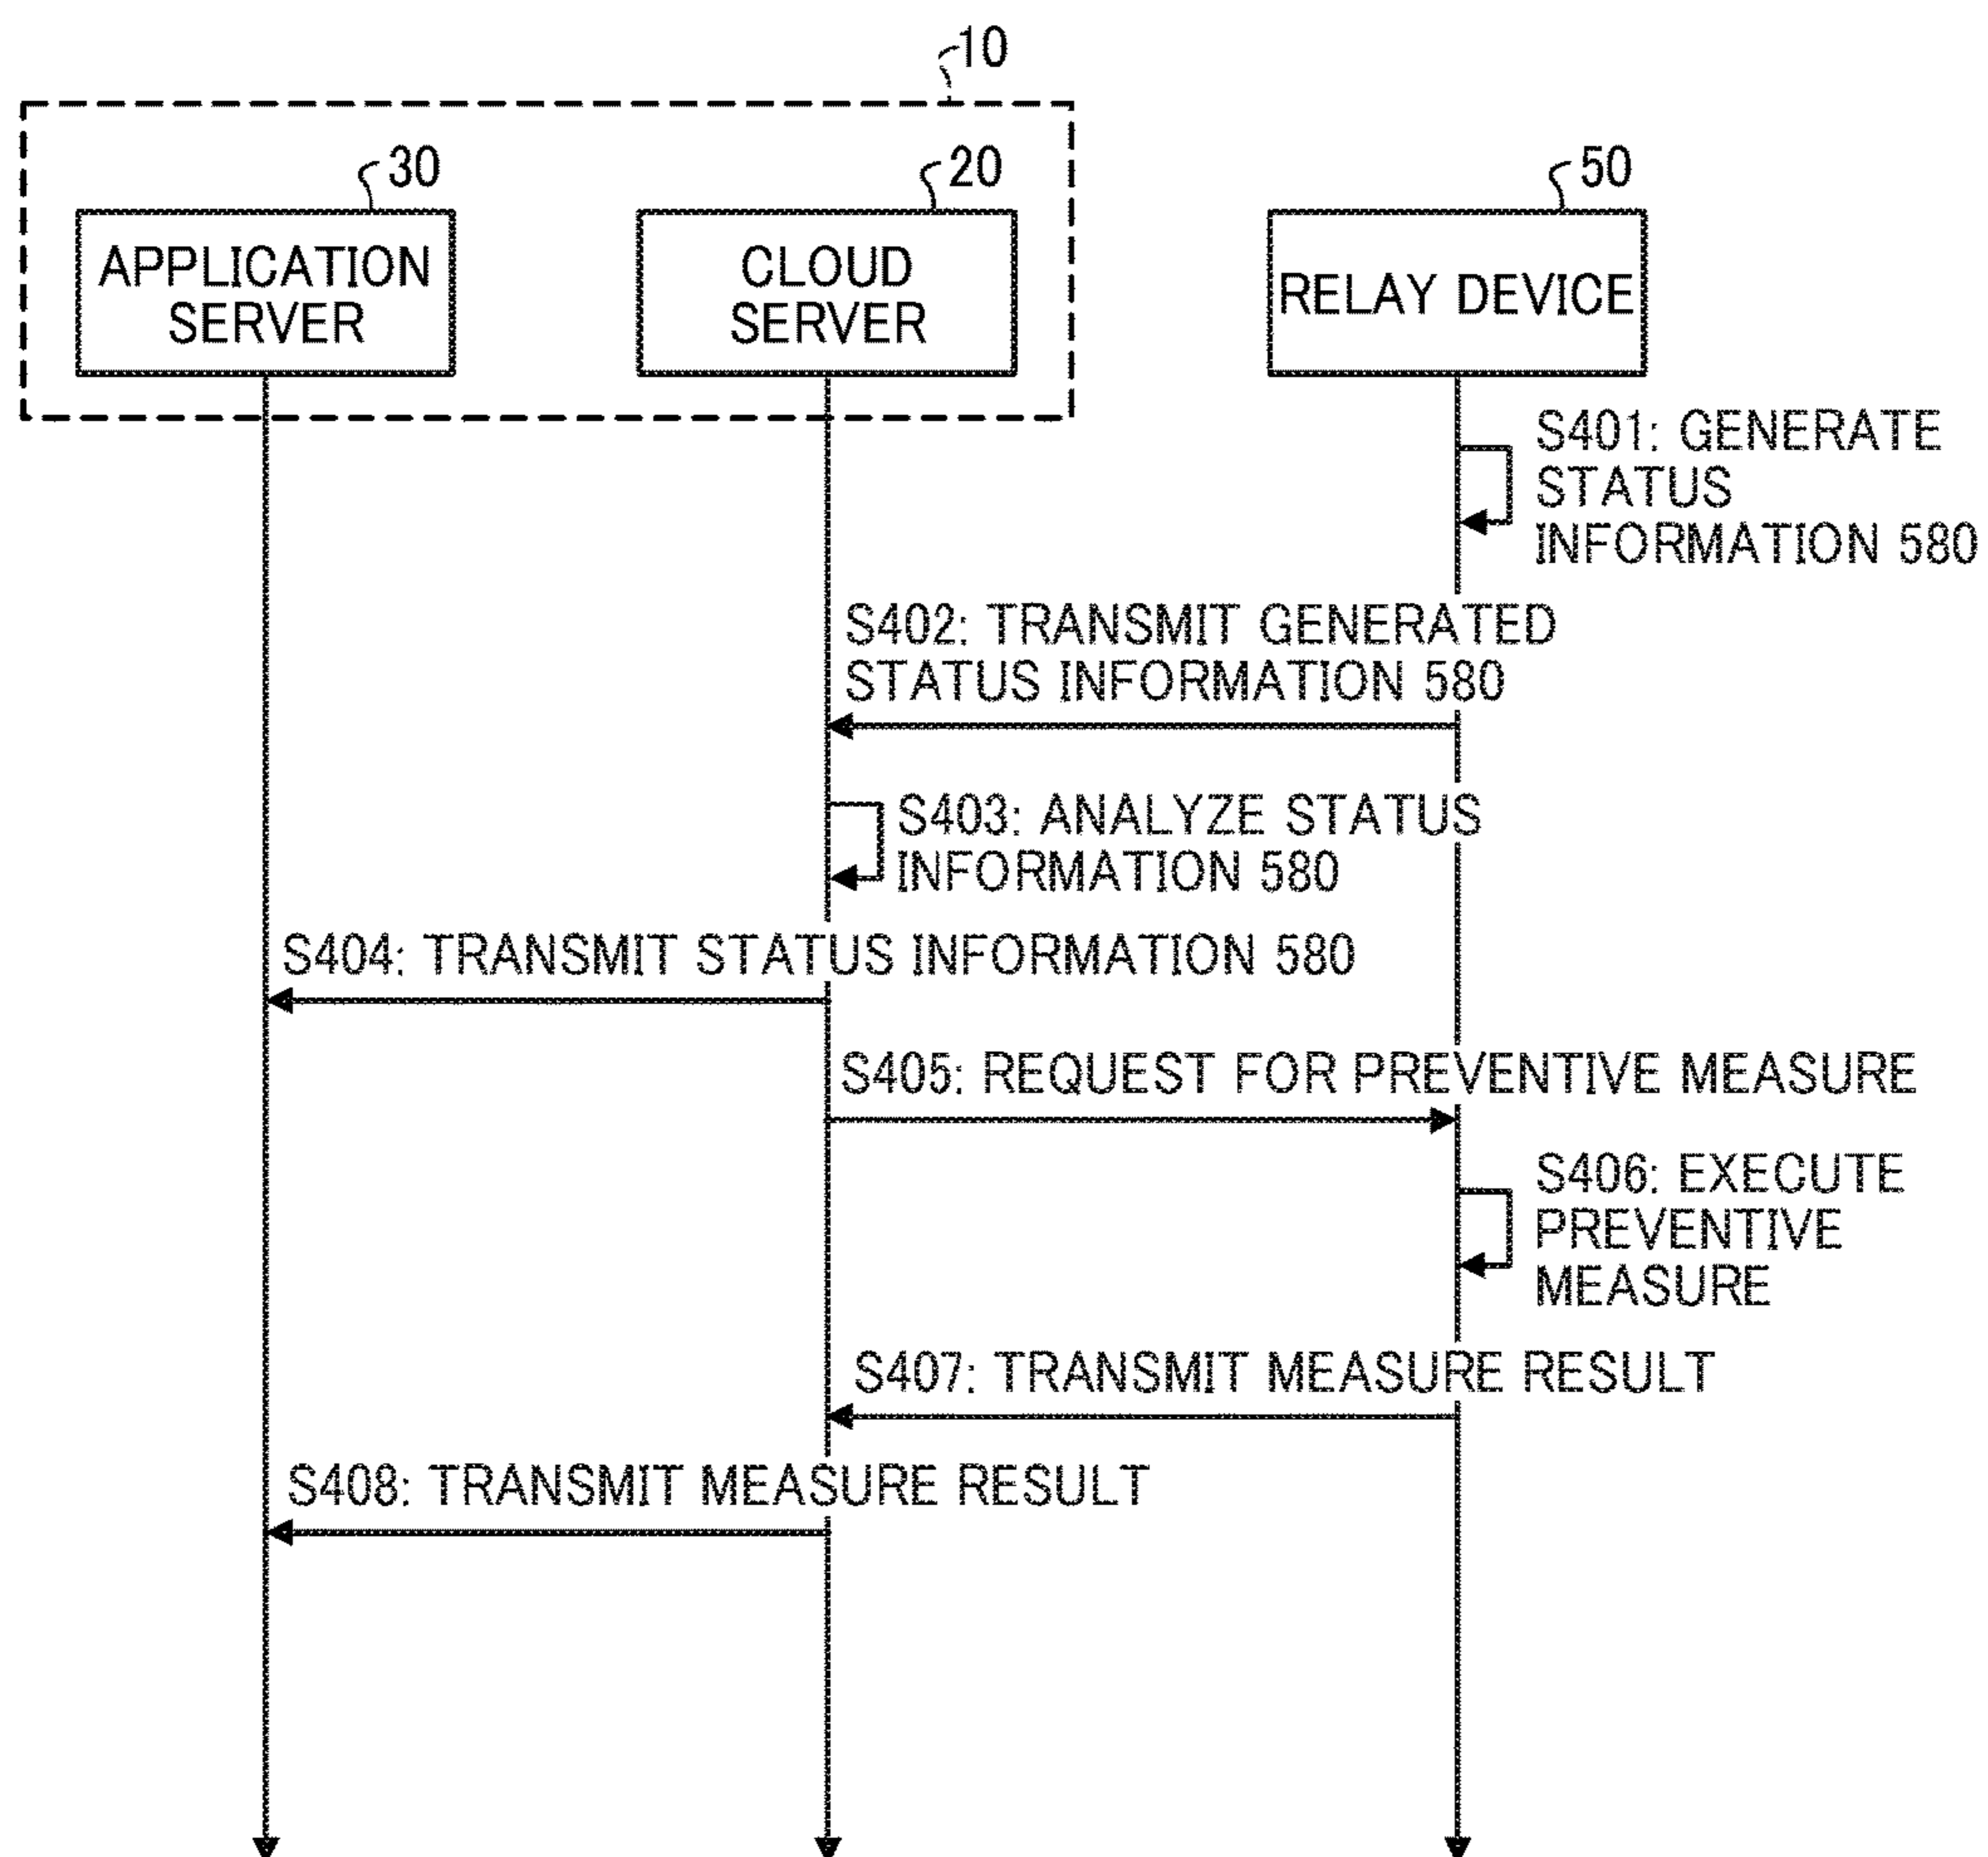 10
30
20
50
APPLICATION
SERVER
CLOUD
SERVER
RELAY DEVICE
S401: GENERATE
STATUS
INFORMATION 580
S402: TRANSMIT GENERATED
STATUS INFORMATION 580
S403: ANALYZE STATUS
INFORMATION 580
S404: TRANSMIT STATUS INFORMATION 580
S405: REQUEST FOR PREVENTIVE MEASURE
S406: EXECUTE
PREVENTIVE
MEASURE
S407: TRANSMIT MEASURE RESULT
S408: TRANSMIT MEASURE RESULT